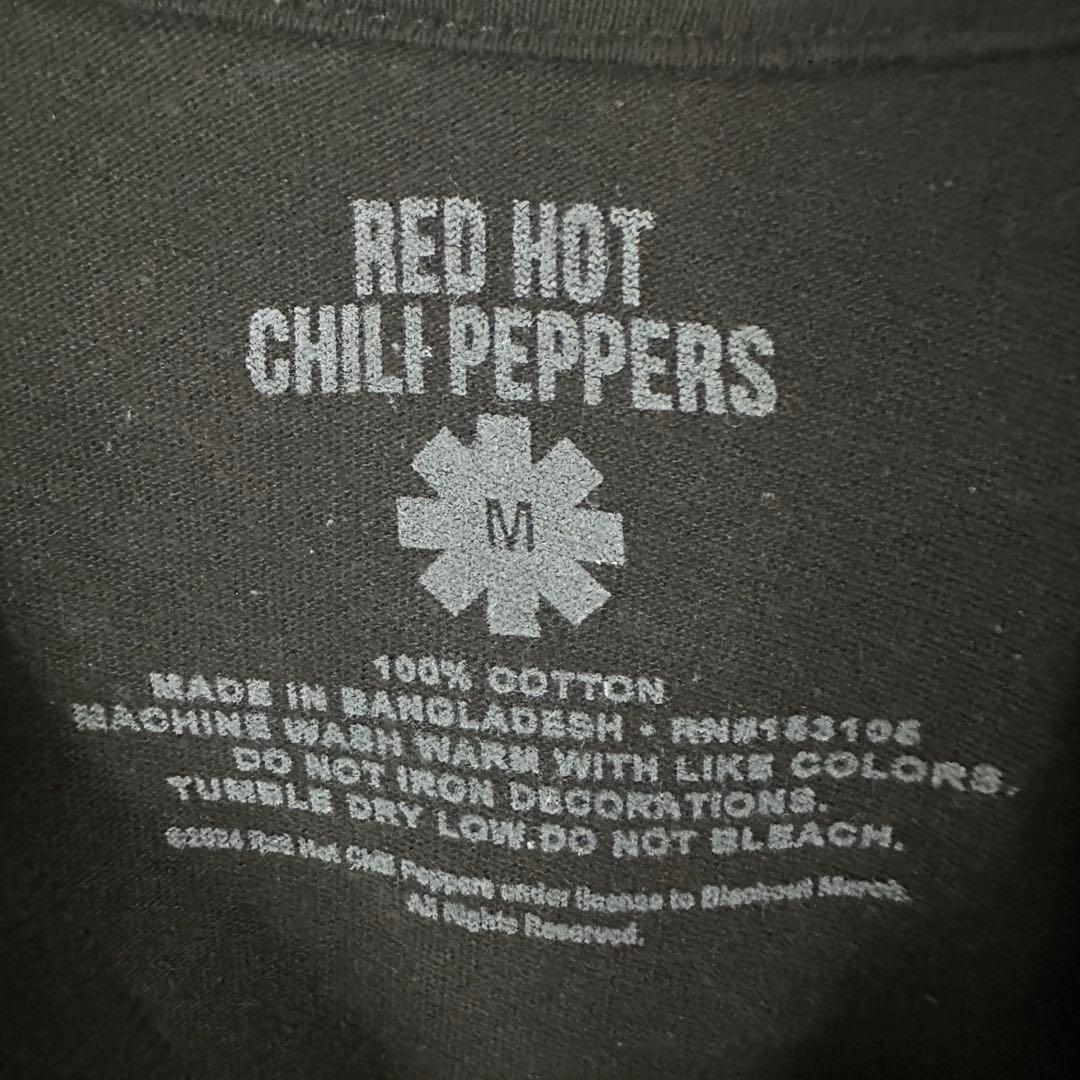 RED HOT
CHILI PEPPERS
M
100% COTTON
MADE IN BANGLADESH • RN#153106
MACHINE WASH WARM WITH LIKE COLORS.
DO NOT IRON DECORATIONS.
TUMBLE DRY LOW.DO NOT BLEACH.
©2024 Red Hot Chili Peppers under license to Blackout Merch.
All Rights Reserved.